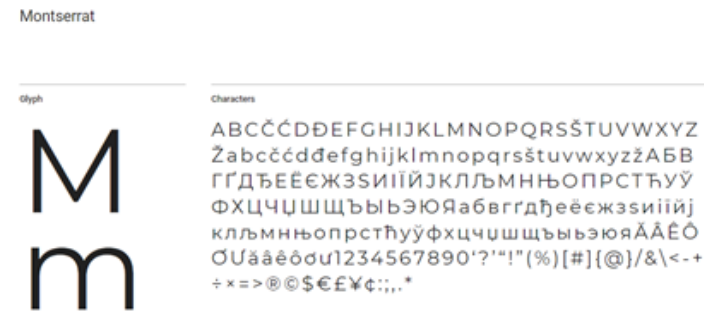 Montserrat
Glyph
Characters
M
m
ABCČĆDĐEFGHIJKLMNOPQRSŠTUVWXYZ
ŽabcčćdđefghijklmnopqrsštuvwxyzžАБВ
ГҐДЂЕЁЄЖЗЅИІЇЙЈКЛЉМНЊОПРСТЋУЎ
ФХЦЧЏШЩЪЫЬЭЮЯабвгґдђеёєжзѕиіїйј
клљмнњопрстћуўфхцчџшщъыьэюяĂÂÊÔ
ƠƯăâêôơư1234567890‘?’“!”(%)[#]{@}/&\<-+
÷×=>®©$€£¥¢:;,.*